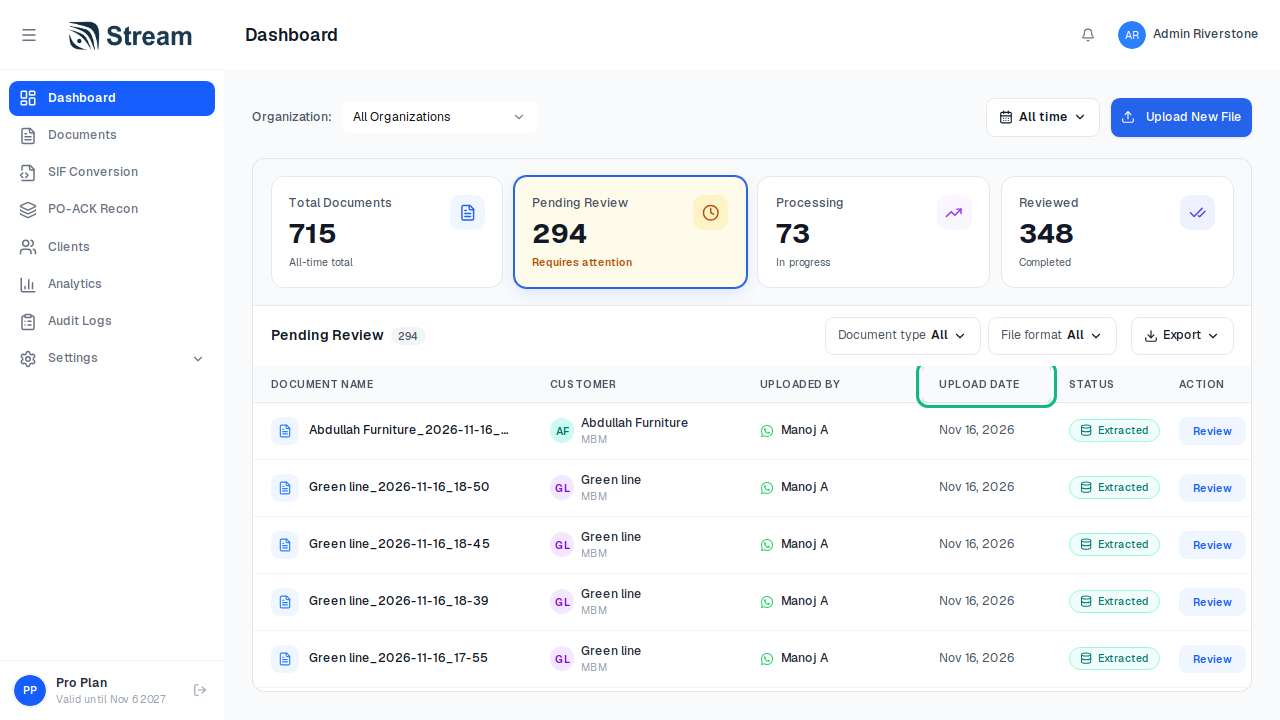 Stream
Dashboard
AR Admin Riverstone
Dashboard
Documents
SIF Conversion
PO-ACK Recon
Clients
Analytics
Audit Logs
Settings
PP
Pro Plan
Valid until Nov 6 2027
Organization: All Organizations
All time
Upload New File
Total Documents
715
All-time total
Pending Review
294
Requires attention
Processing
73
In progress
Reviewed
348
Completed
Pending Review 294
Document type All
File format All
Export
DOCUMENT NAME CUSTOMER UPLOADED BY UPLOAD DATE STATUS ACTION
Abdullah Furniture_2026-11-16_... AF Abdullah Furniture MBM Manoj A Nov 16, 2026 Extracted Review
Green line_2026-11-16_18-50 GL Green line MBM Manoj A Nov 16, 2026 Extracted Review
Green line_2026-11-16_18-45 GL Green line MBM Manoj A Nov 16, 2026 Extracted Review
Green line_2026-11-16_18-39 GL Green line MBM Manoj A Nov 16, 2026 Extracted Review
Green line_2026-11-16_17-55 GL Green line MBM Manoj A Nov 16, 2026 Extracted Review